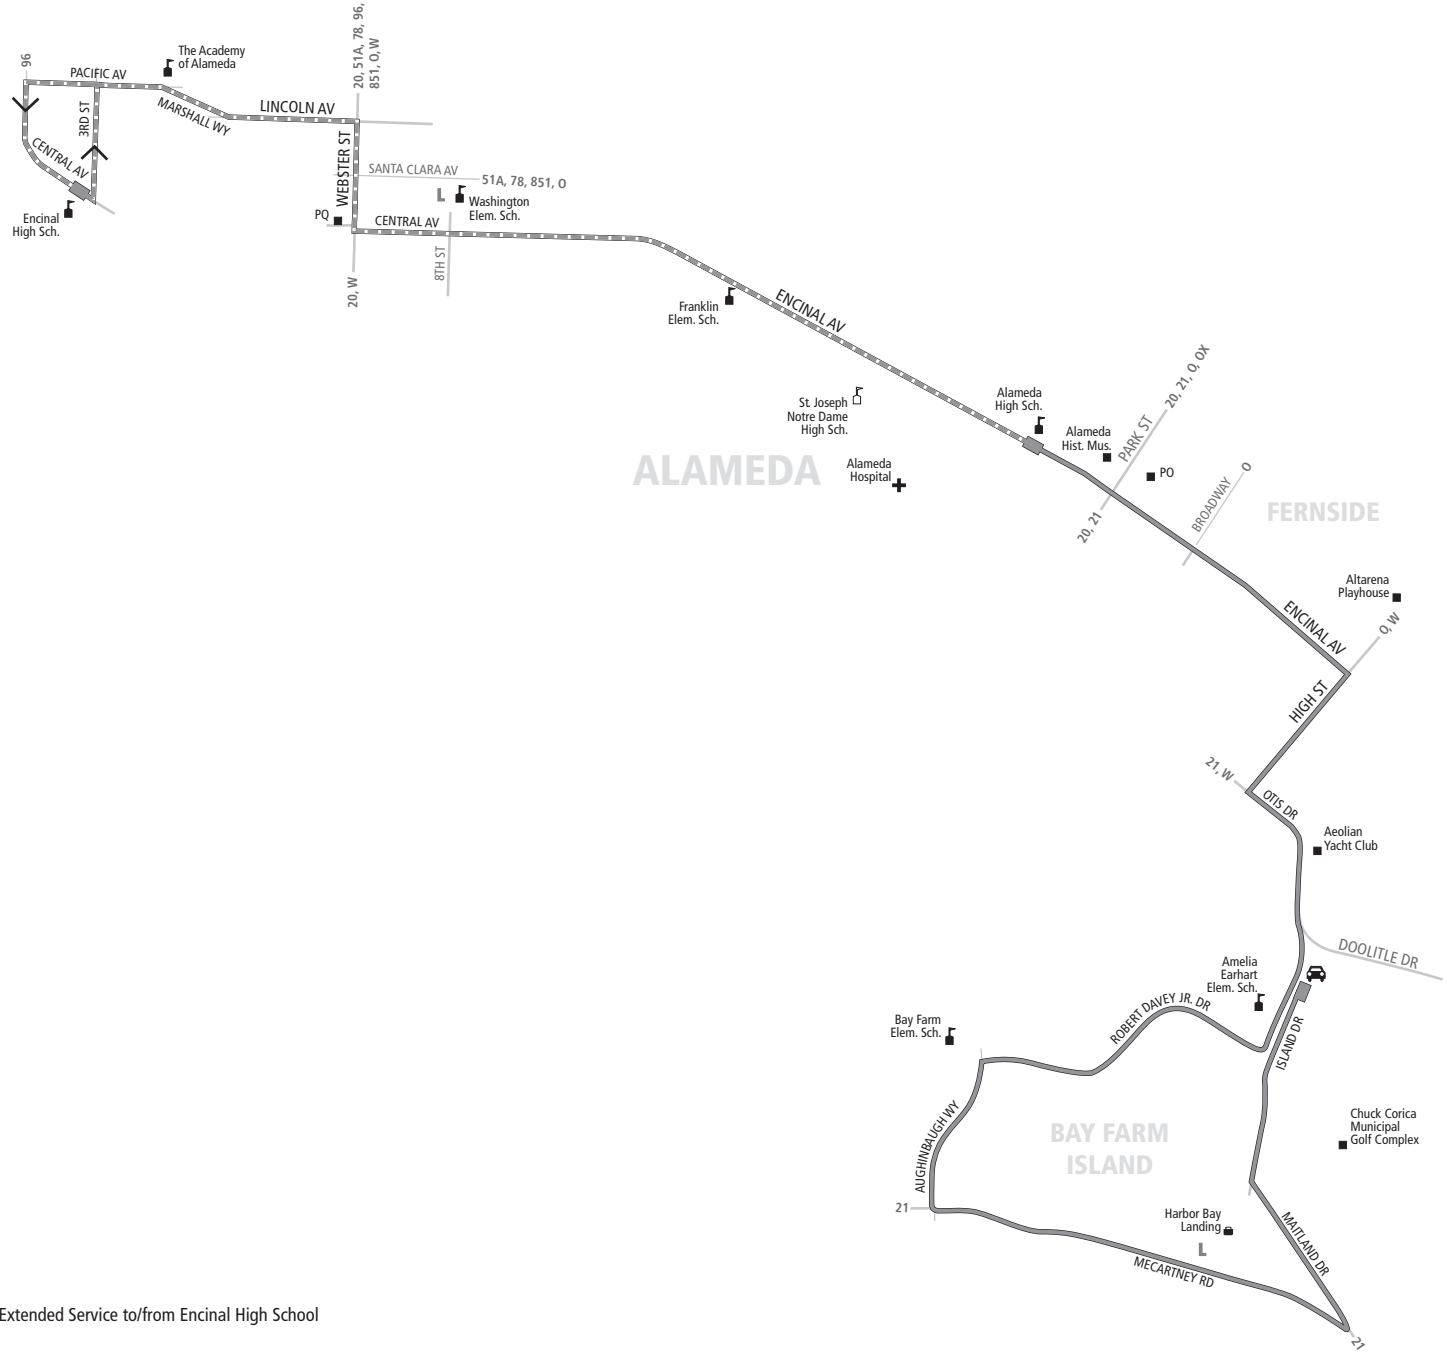 96
PACIFIC AV
The Academy
of Alameda
20, 51A, 78, 96,
851, O, W
MARSHALL WY
LINCOLN AV
3RD ST
CENTRAL AV
WEBSTER ST
SANTA CLARA AV
51A, 78, 851, O
L
Washington
Elem. Sch.
Encinal
High Sch.
PQ
CENTRAL AV
8TH ST
20, W
Franklin
Elem. Sch.
ENCINAL AV
St. Joseph
Notre Dame
High Sch.
Alameda
High Sch.
Alameda
Hist. Mus.
PARK ST
20, 21, O, OX
ALAMEDA
Alameda
Hospital
PO
20, 21
BROADWAY
O
FERNSIDE
Altarena
Playhouse
ENCINAL AV
O, W
HIGH ST
21, W
OTIS DR
Aeolian
Yacht Club
DOOLITLE DR
Amelia
Earhart
Elem. Sch.
ROBERT DAVEY JR. DR
Bay Farm
Elem. Sch.
ISLAND DR
AUGHINBAUGH WY
BAY FARM
ISLAND
Chuck Corica
Municipal
Golf Complex
21
Harbor Bay
Landing
L
MAITLAND DR
MECARTNEY RD
21
Extended Service to/from Encinal High School